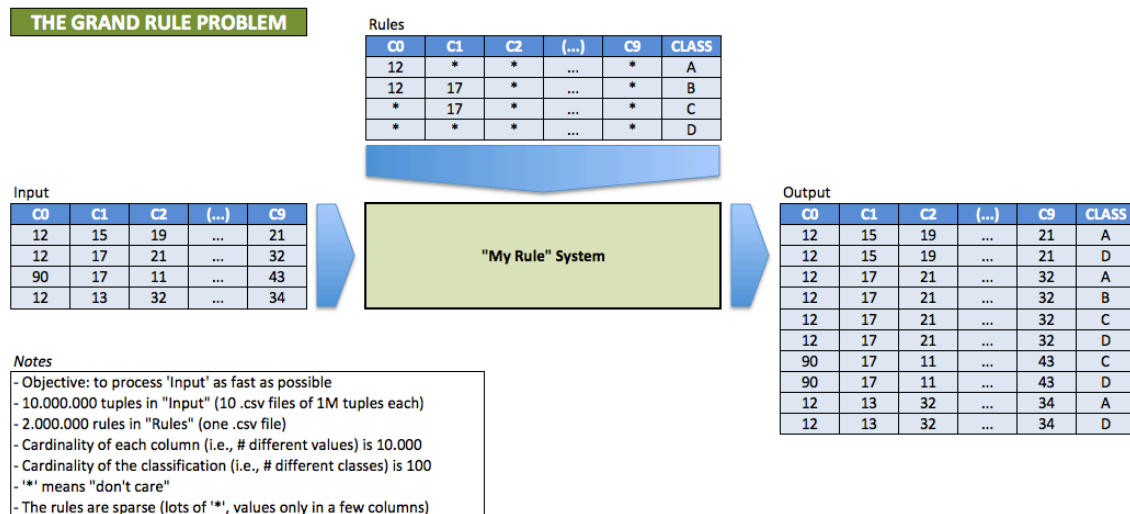 THE GRAND RULE PROBLEM
Rules
C0 C1 C2 (...) C9 CLASS
12 * * ... * A
12 17 * ... * B
* 17 * ... * C
* * * ... * D
Input
C0 C1 C2 (...) C9
12 15 19 ... 21
12 17 21 ... 32
90 17 11 ... 43
12 13 32 ... 34
"My Rule" System
Output
C0 C1 C2 (...) C9 CLASS
12 15 19 ... 21 A
12 15 19 ... 21 D
12 17 21 ... 32 A
12 17 21 ... 32 B
12 17 21 ... 32 C
12 17 21 ... 32 D
90 17 11 ... 43 C
90 17 11 ... 43 D
12 13 32 ... 34 A
12 13 32 ... 34 D
Notes
- Objective: to process 'Input' as fast as possible
- 10.000.000 tuples in "Input" (10 .csv files of 1M tuples each)
- 2.000.000 rules in "Rules" (one .csv file)
- Cardinality of each column (i.e., # different values) is 10.000
- Cardinality of the classification (i.e., # different classes) is 100
- '*' means "don't care"
- The rules are sparse (lots of '*', values only in a few columns)